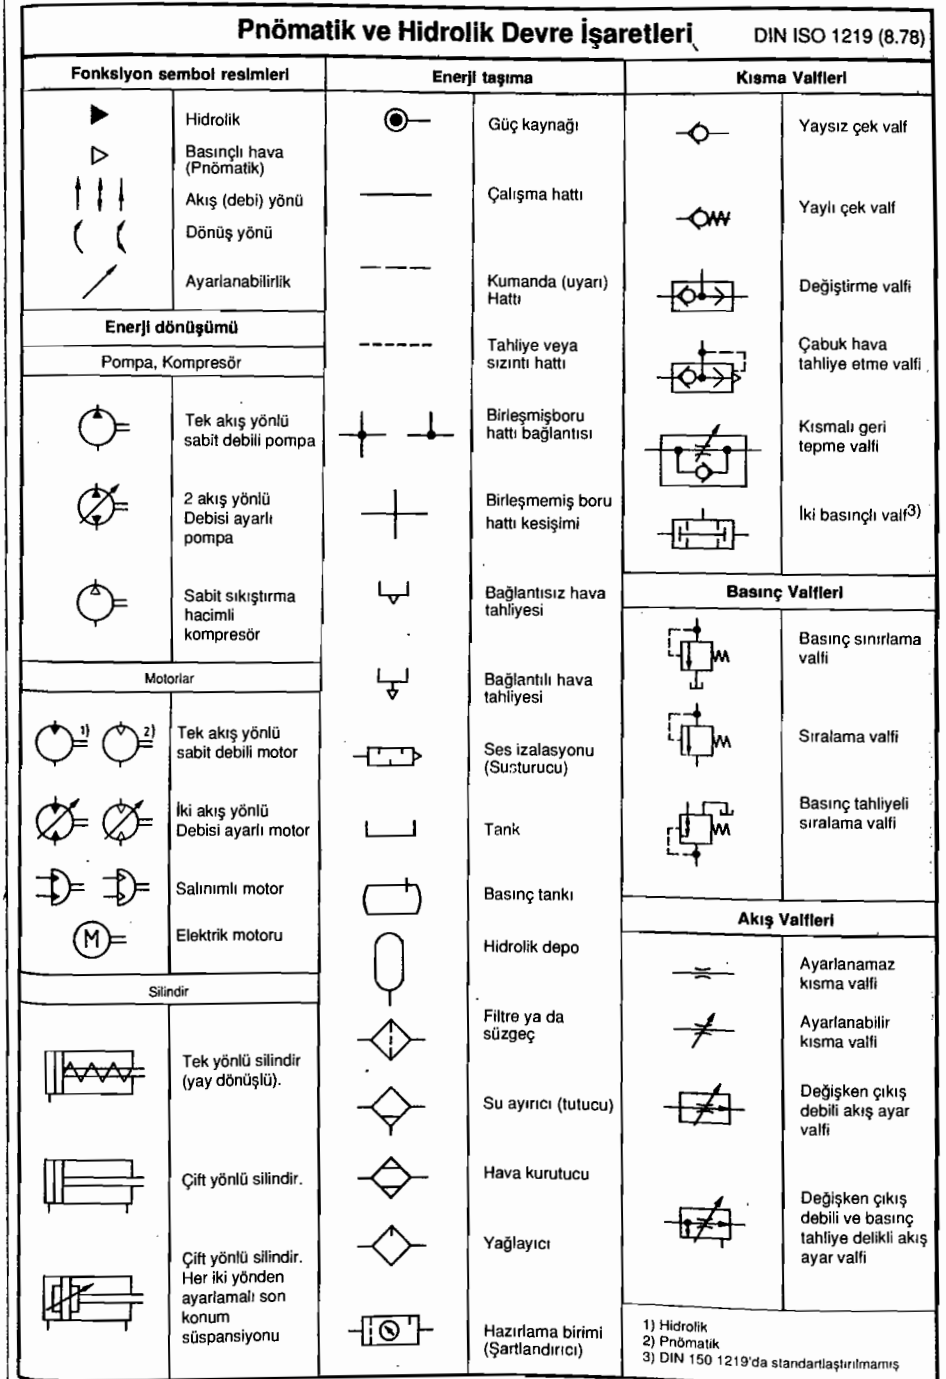 Pnömatik ve Hidrolik Devre İşaretleri
DIN ISO 1219 (8.78)
Fonksiyon sembol resimleri
Hidrolik
Basınçlı hava
(Pnömatik)
Akış (debi) yönü
Dönüş yönü
Ayarlanabilirlik
Enerji dönüşümü
Pompa, Kompresör
Tek akış yönlü
sabit debili pompa
2 akış yönlü
Debisi ayarlı
pompa
Sabit sıkıştırma
hacimli
kompresör
Motorlar
1)
2)
Tek akış yönlü
sabit debili motor
İki akış yönlü
Debisi ayarlı motor
Salınımlı motor
M
Elektrik motoru
Silindir
Tek yönlü silindir
(yay dönüşlü).
Çift yönlü silindir.
Çift yönlü silindir.
Her iki yönden
ayarlamalı son
konum
süspansiyonu
Enerji taşıma
Güç kaynağı
Çalışma hattı
Kumanda (uyarı)
Hattı
Tahliye veya
sızıntı hattı
Birleşmişboru
hattı bağlantısı
Birleşmemiş boru
hattı kesişimi
Bağlantısız hava
tahliyesi
Bağlantılı hava
tahliyesi
Ses izalasyonu
(Susturucu)
Tank
Basınç tankı
Hidrolik depo
Filtre ya da
süzgeç
Su ayırıcı (tutucu)
Hava kurutucu
Yağlayıcı
Hazırlama birimi
(Şartlandırıcı)
Kısma Valfleri
Yaysız çek valf
Yaylı çek valf
Değiştirme valfi
Çabuk hava
tahliye etme valfi
Kısmalı geri
tepme valfi
İki basınçlı valf3)
Basınç Valfleri
Basınç sınırlama
valfi
Sıralama valfi
Basınç tahliyeli
sıralama valfi
Akış Valfleri
Ayarlanamaz
kısma valfi
Ayarlanabilir
kısma valfi
Değişken çıkış
debili akış ayar
valfi
Değişken çıkış
debili ve basınç
tahliye delikli akış
ayar valfi
1) Hidrolik
2) Pnömatik
3) DIN 150 1219'da standartlaştırılmamış